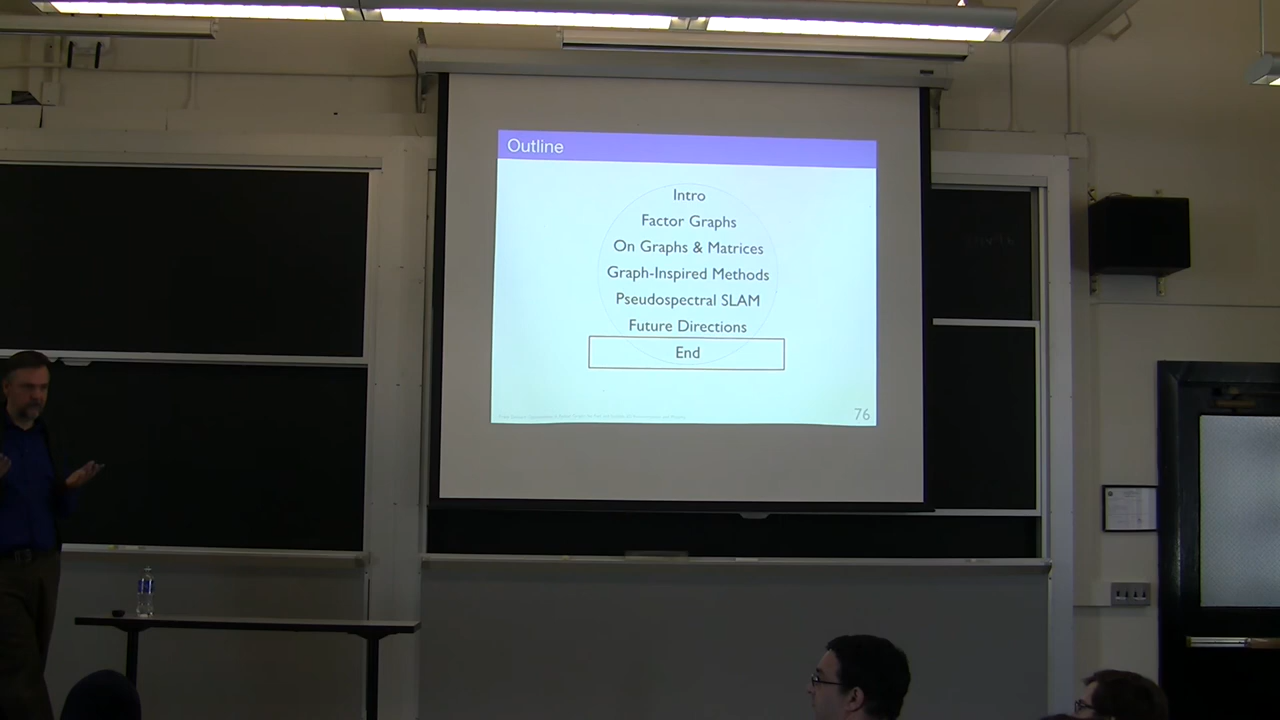 Outline
Intro
Factor Graphs
On Graphs & Matrices
Graph-Inspired Methods
Pseudospectral SLAM
Future Directions
End
76